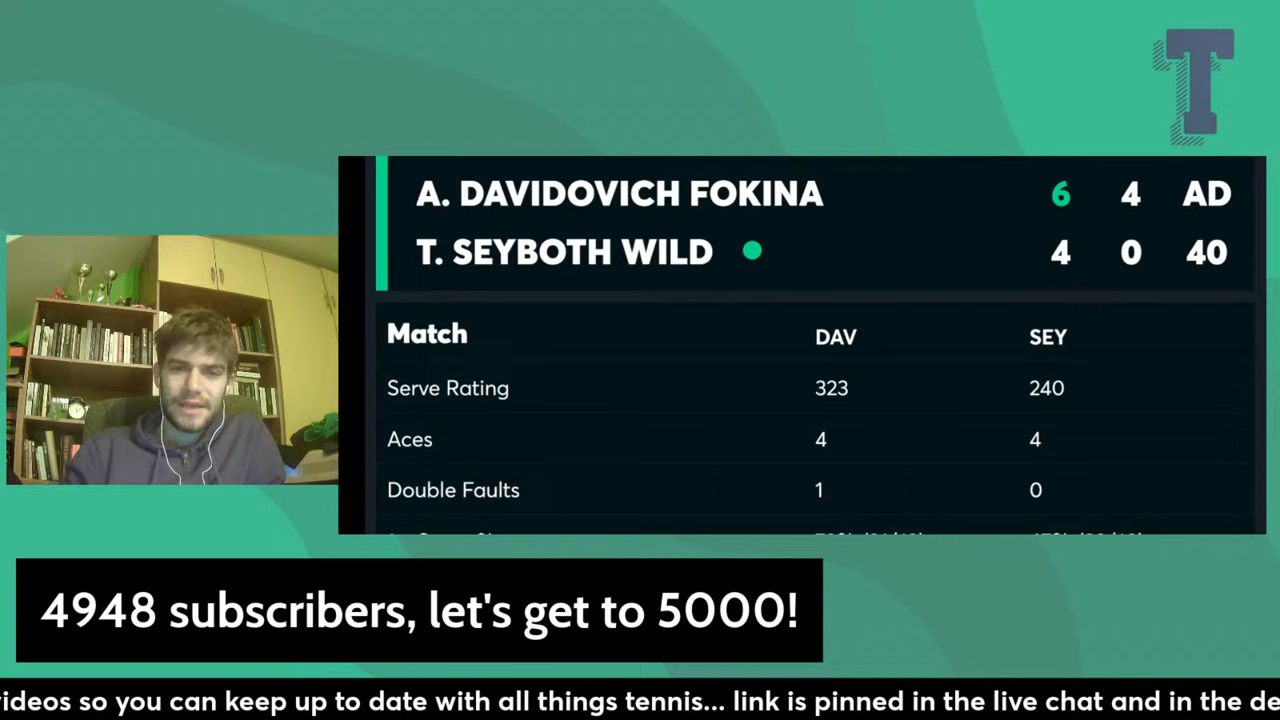 T
A. DAVIDOVICH FOKINA 6 4 AD
T. SEYBOTH WILD 4 0 40
Match DAV SEY
Serve Rating 323 240
Aces 4 4
Double Faults 1 0
4948 subscribers, let's get to 5000!
videos so you can keep up to date with all things tennis... link is pinned in the live chat and in the de